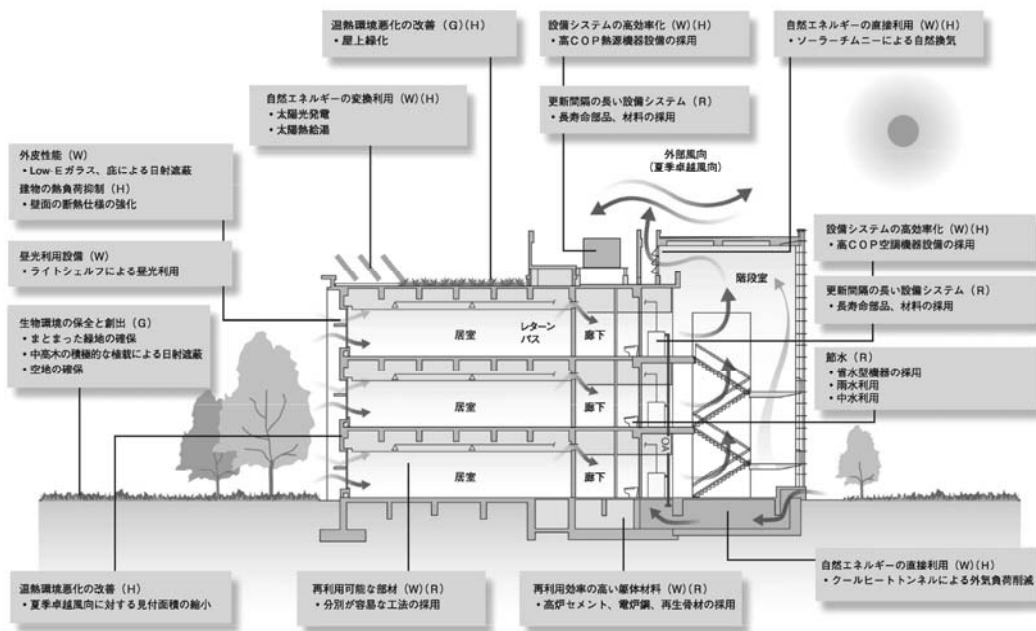 温熱環境悪化の改善（G）（H）
・屋上緑化
設備システムの高効率化（W）（H）
・高COP熱源機器設備の採用
自然エネルギーの直接利用（W）（H）
・ソーラーチムニーによる自然換気
自然エネルギーの変換利用（W）（H）
・太陽光発電
・太陽熱給湯
更新間隔の長い設備システム（R）
・長寿命部品、材料の採用
外皮性能（W）
・Low-Eガラス、庇による日射遮蔽
建物の熱負荷抑制（H）
・壁面の断熱仕様の強化
外部風向
（夏季卓越風向）
設備システムの高効率化（W）（H）
・高COP空調機器設備の採用
昼光利用設備（W）
・ライトシェルフによる昼光利用
階段室
更新間隔の長い設備システム（R）
・長寿命部品、材料の採用
生物環境の保全と創出（G）
・まとまった緑地の確保
・中高木の積極的な植栽による日射遮蔽
・空地の確保
居室
レターン
パス
廊下
節水（R）
・省水型機器の採用
・雨水利用
・中水利用
居室
廊下
OA
居室
廊下
温熱環境悪化の改善（H）
・夏季卓越風向に対する見付面積の縮小
再利用可能な部材（W）（R）
・分別が容易な工法の採用
再利用効率の高い躯体材料（W）（R）
・高炉セメント、電炉鋼、再生骨材の採用
自然エネルギーの直接利用（W）（H）
・クールヒートトンネルによる外気負荷削減